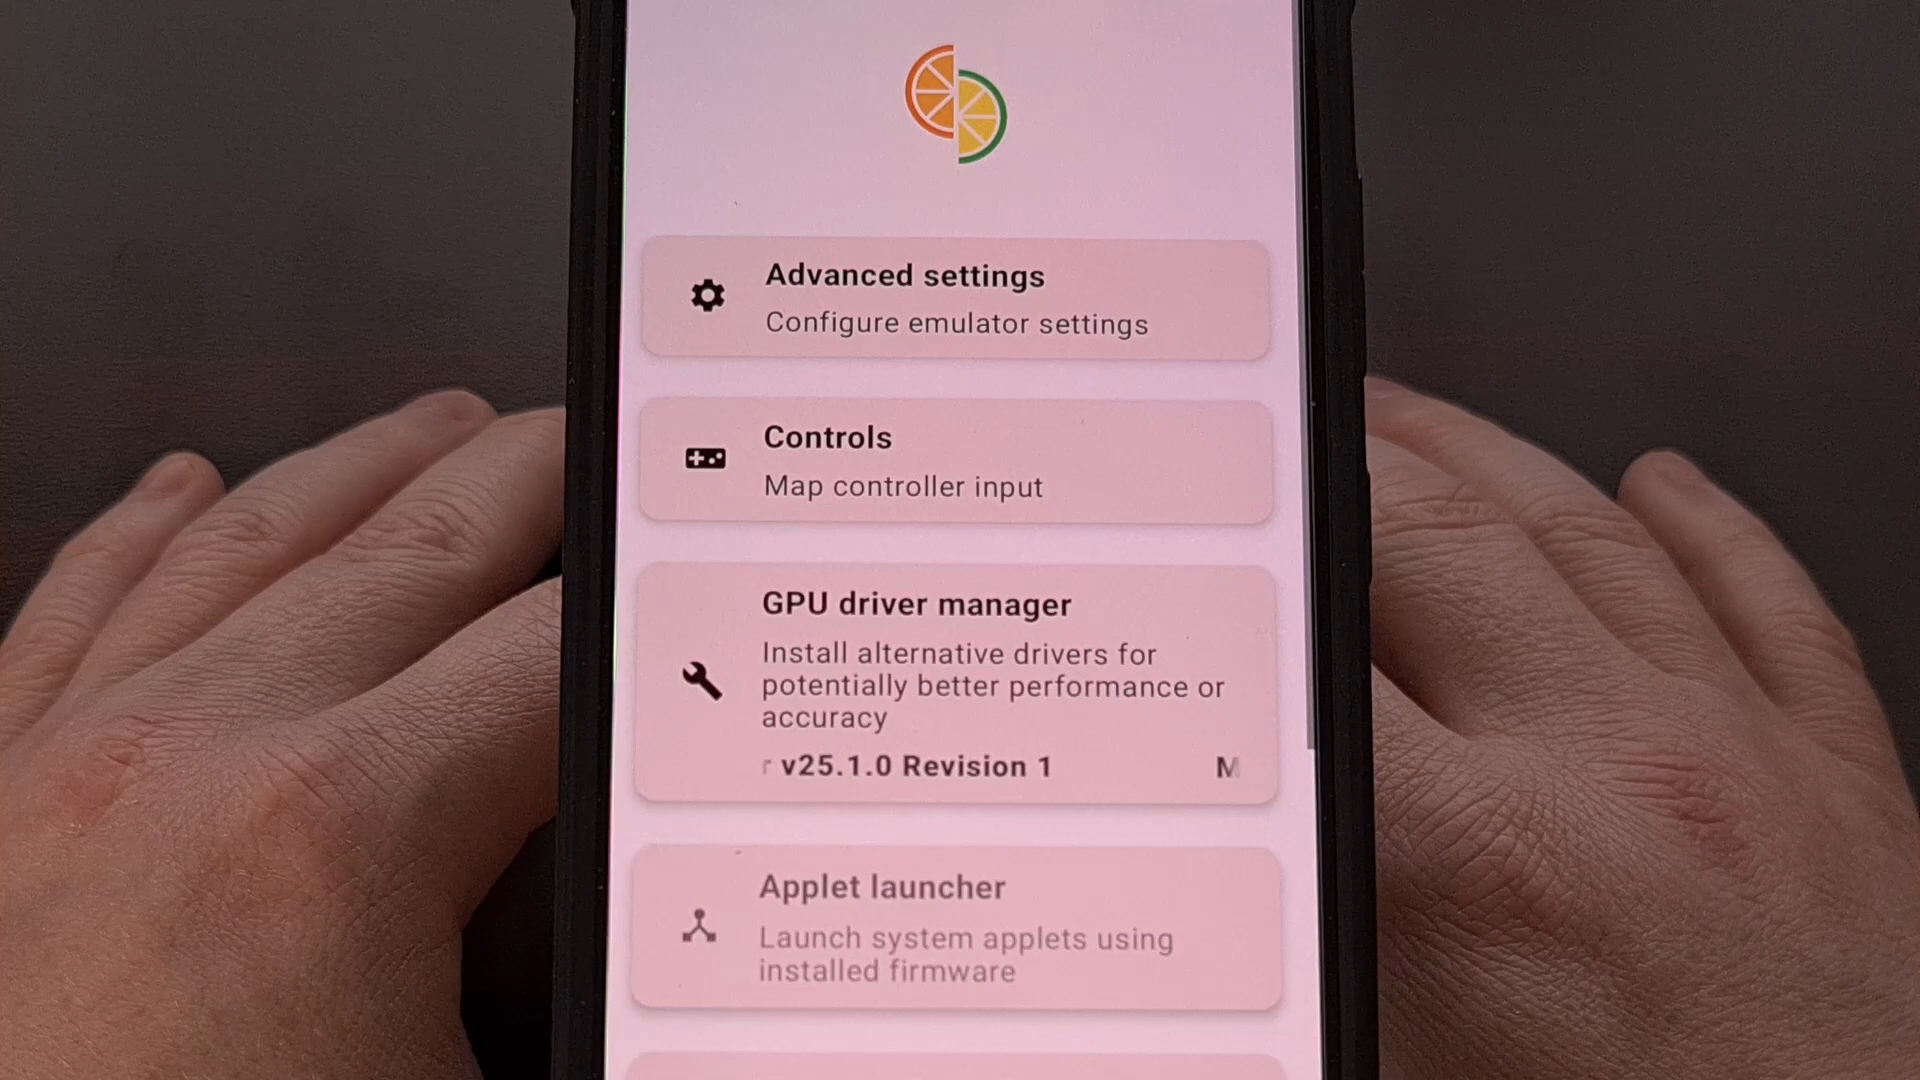 Advanced settings
Configure emulator settings
Controls
Map controller input
GPU driver manager
Install alternative drivers for
potentially better performance or
accuracy
r v25.1.0 Revision 1 M
Applet launcher
Launch system applets using
installed firmware